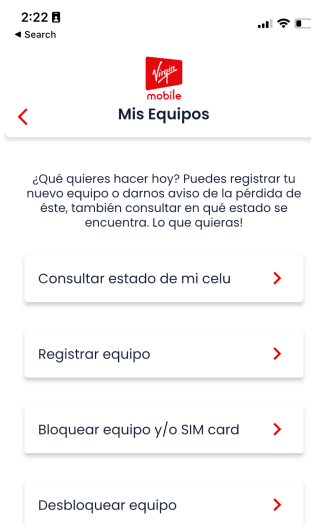 2:22
◀ Search
Virgin
mobile
Mis Equipos
¿Qué quieres hacer hoy? Puedes registrar tu
nuevo equipo o darnos aviso de la pérdida de
éste, también consultar en qué estado se
encuentra. Lo que quieras!
Consultar estado de mi celu
Registrar equipo
Bloquear equipo y/o SIM card
Desbloquear equipo